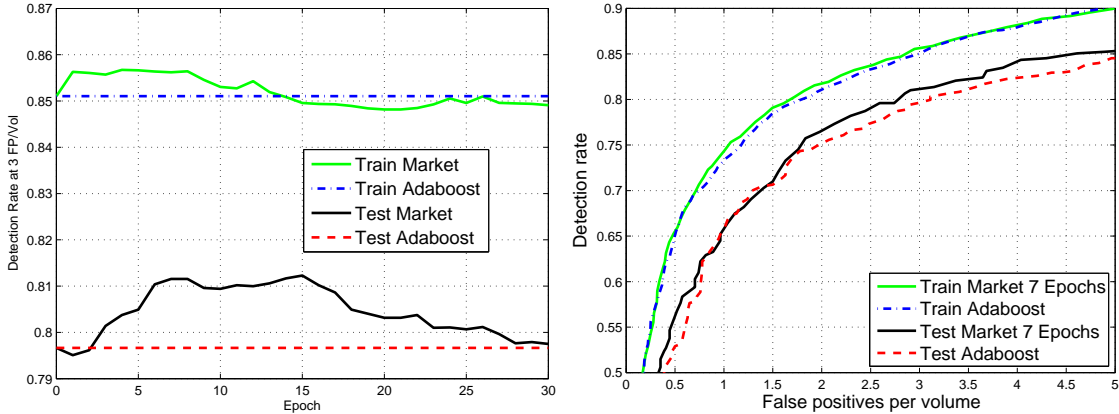 0.87
0.86
0.85
0.84
0.83
0.82
0.81
0.8
0.79
0 5 10 15 20 25 30
Detection Rate at 3 FP/Vol
Epoch
Train Market
Train Adaboost
Test Market
Test Adaboost
0.9
0.85
0.8
0.75
0.7
0.65
0.6
0.55
0.5
0 0.5 1 1.5 2 2.5 3 3.5 4 4.5 5
Detection rate
False positives per volume
Train Market 7 Epochs
Train Adaboost
Test Market 7 Epochs
Test Adaboost